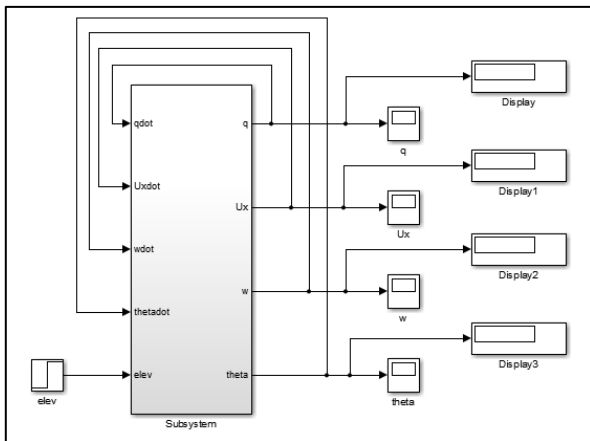 qdot
q
Display
q
Uxdot
Ux
Display1
Ux
wdot
w
Display2
w
thetadot
elev
theta
Display3
elev
theta
Subsystem